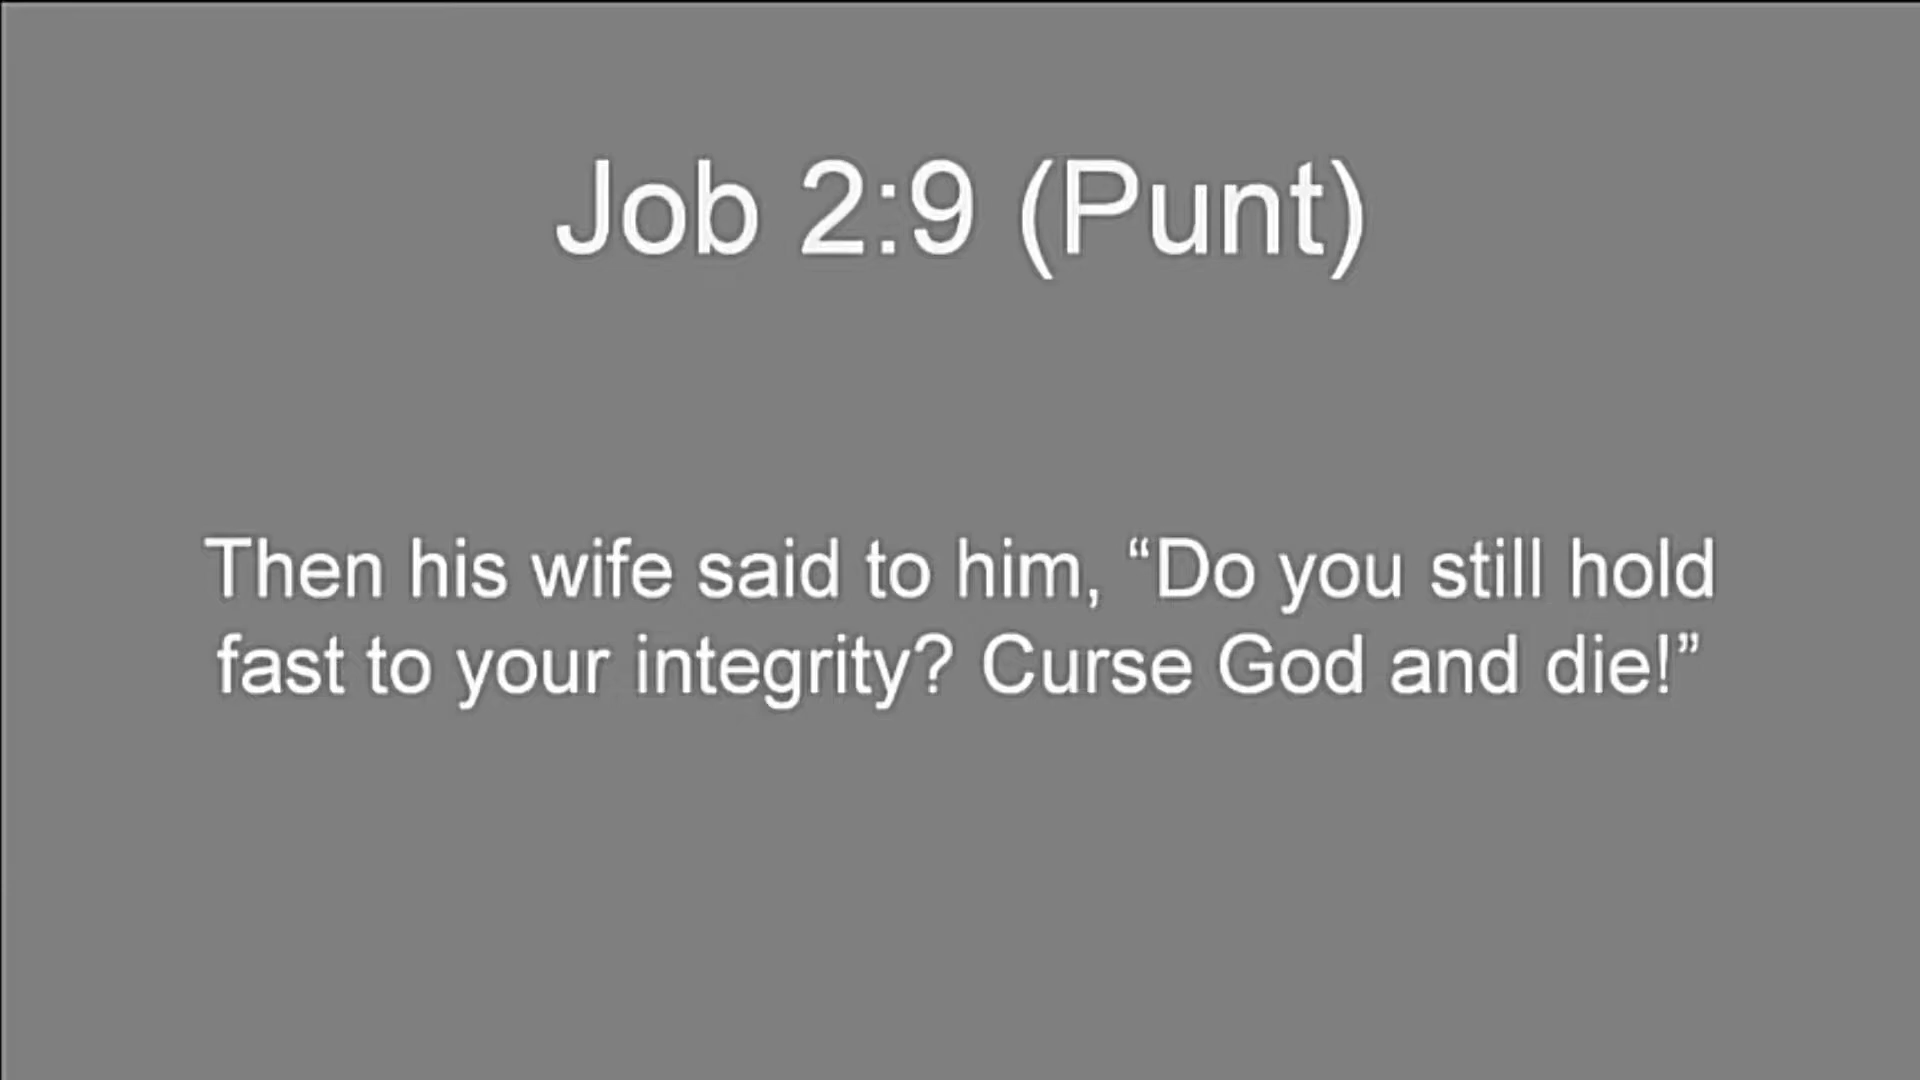 Job 2:9 (Punt)
Then his wife said to him, “Do you still hold
fast to your integrity? Curse God and die!”